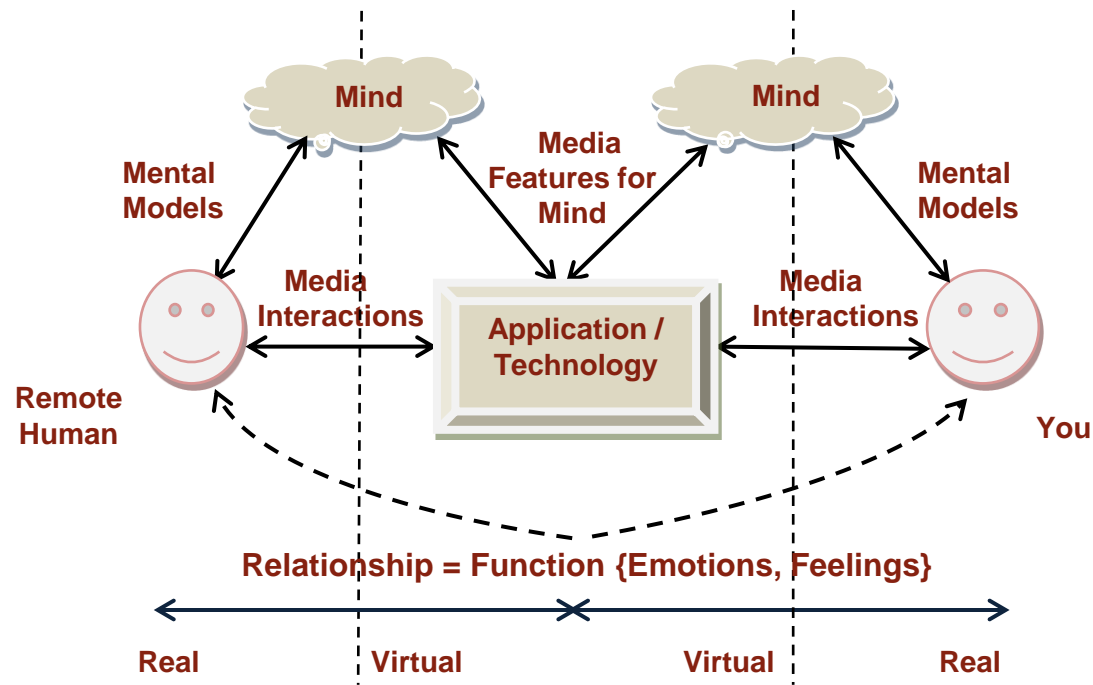 Mind
Mind
Media
Features for
Mind
Mental
Models
Mental
Models
Media
Interactions
Media
Interactions
Application /
Technology
Remote
Human
You
Relationship = Function {Emotions, Feelings}
Real
Virtual
Virtual
Real